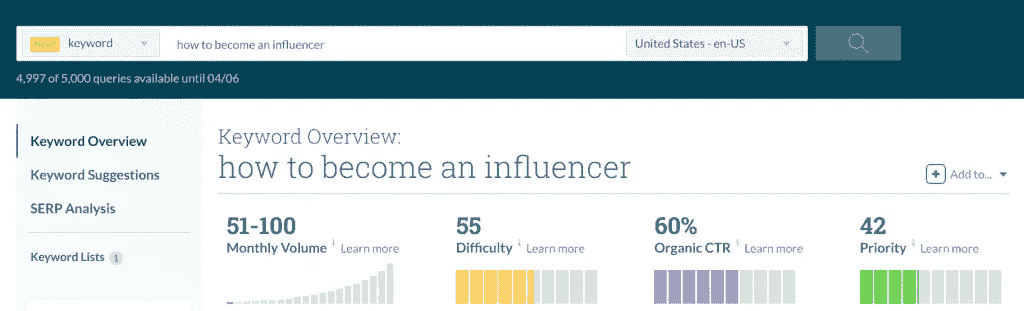 keyword
how to become an influencer
United States - en-US
4,997 of 5,000 queries available until 04/06
Keyword Overview
Keyword Suggestions
SERP Analysis
Keyword Lists 1
Keyword Overview:
how to become an influencer
Add to...
51-100
Monthly Volume i Learn more
55
Difficulty i Learn more
60%
Organic CTR i Learn more
42
Priority i Learn more